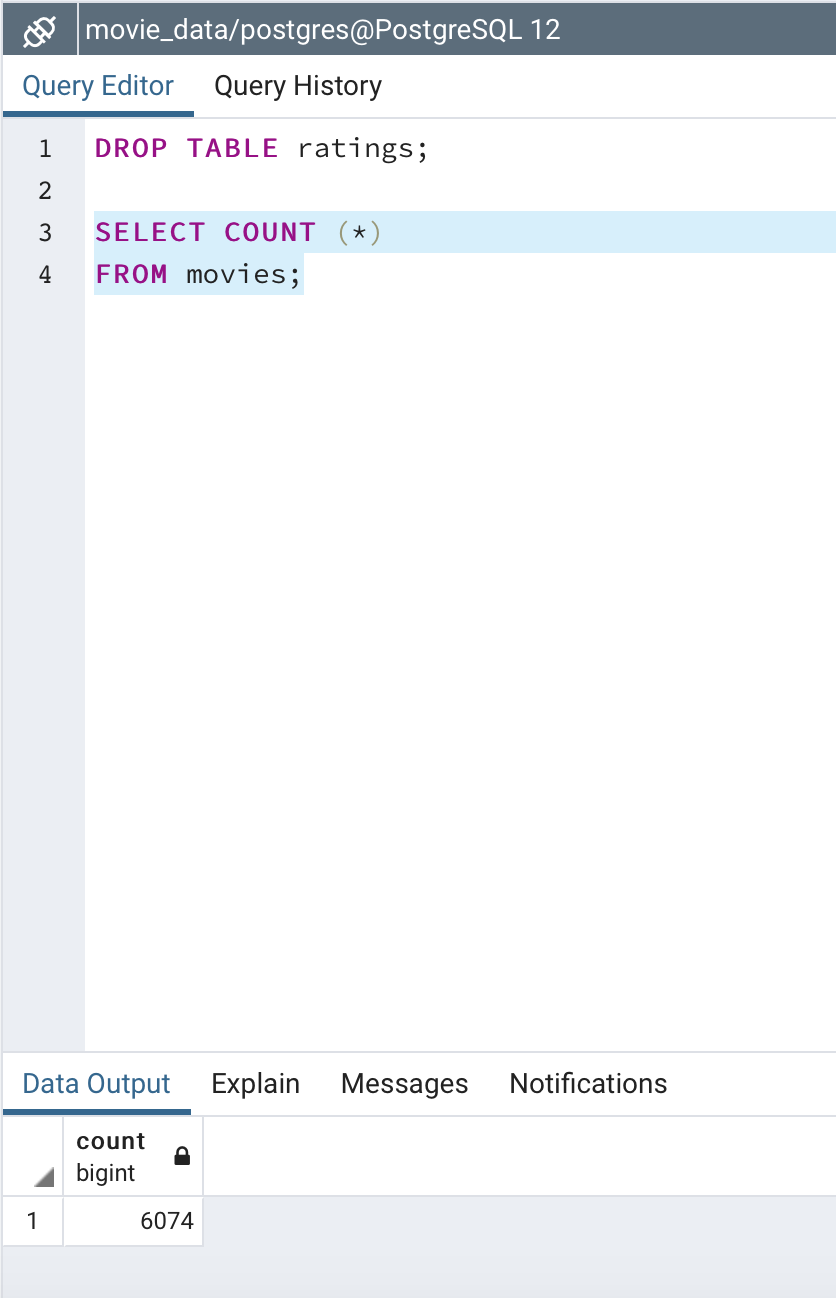 movie_data/postgres@PostgreSQL 12
Query Editor Query History
1 DROP TABLE ratings;
2
3 SELECT COUNT (*)
4 FROM movies;
Data Output Explain Messages Notifications
count
bigint
1 6074